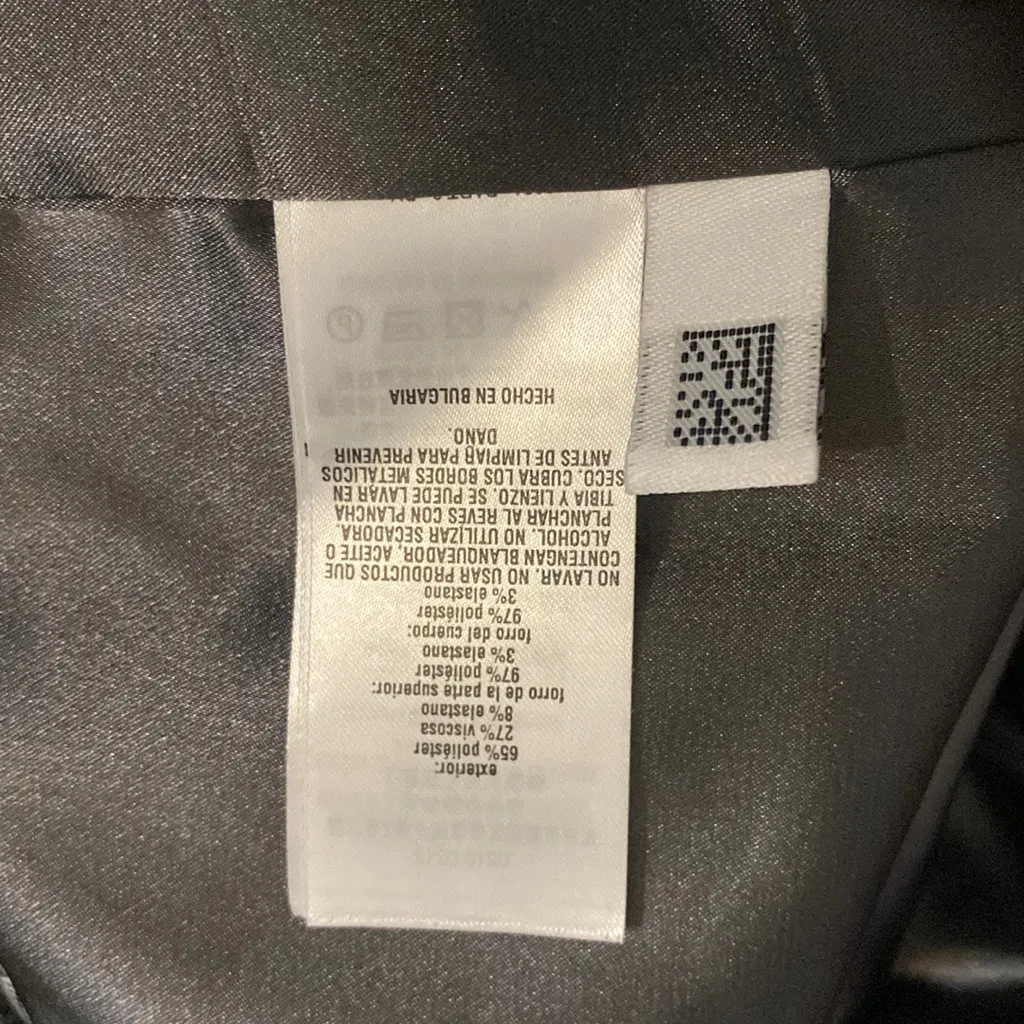 exterior:
65% poliéster
27% viscosa
8% elastano
forro de la parte superior:
97% poliéster
3% elastano
forro del cuerpo:
97% poliéster
3% elastano
NO LAVAR. NO USAR PRODUCTOS QUE
CONTENGAN BLANQUEADOR, ACEITE O
ALCOHOL. NO UTILIZAR SECADORA.
PLANCHAR AL REVES CON PLANCHA
TIBIA Y LIENZO. SE PUEDE LAVAR EN
SECO. CUBRA LOS BORDES METALICOS
ANTES DE LIMPIAR PARA PREVENIR
DANO.
HECHO EN BULGARIA